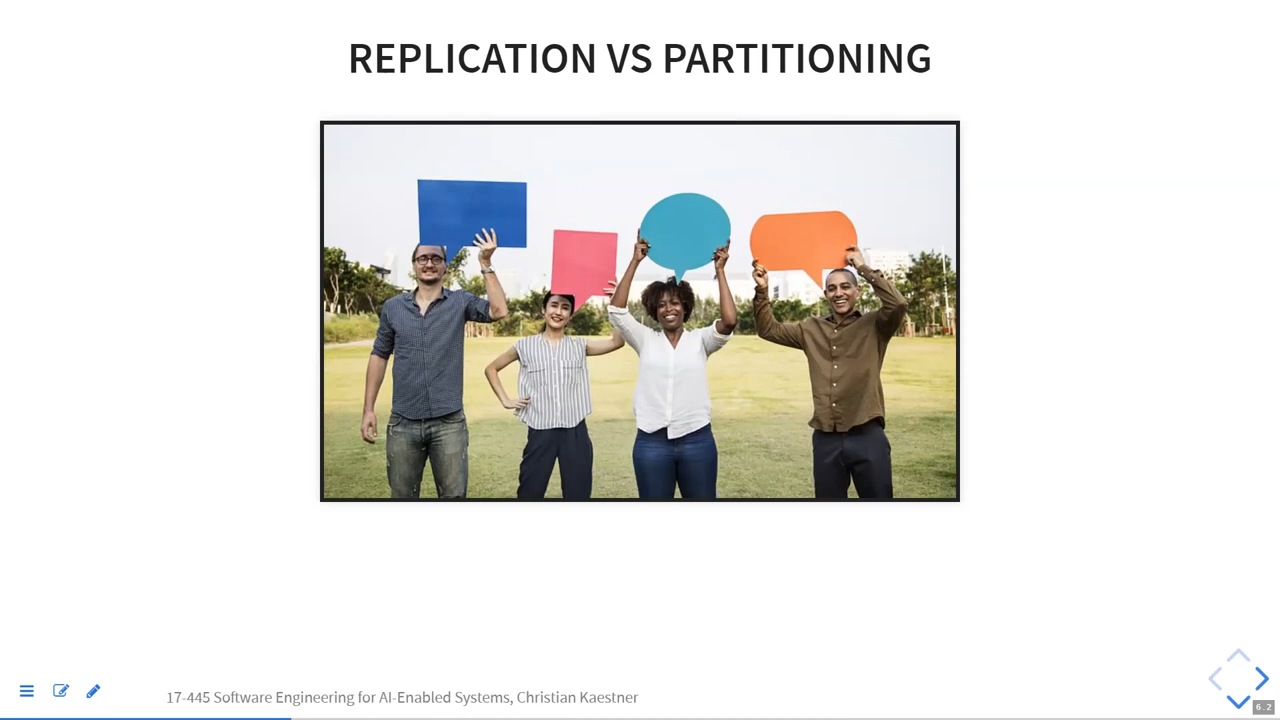 REPLICATION VS PARTITIONING
17-445 Software Engineering for AI-Enabled Systems, Christian Kaestner
6.2